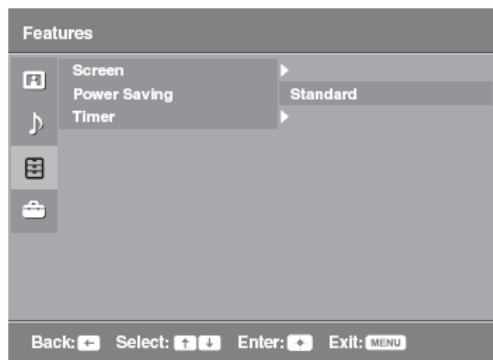 Features
Screen
Power Saving Standard
Timer
Back: Select: Enter: Exit: MENU